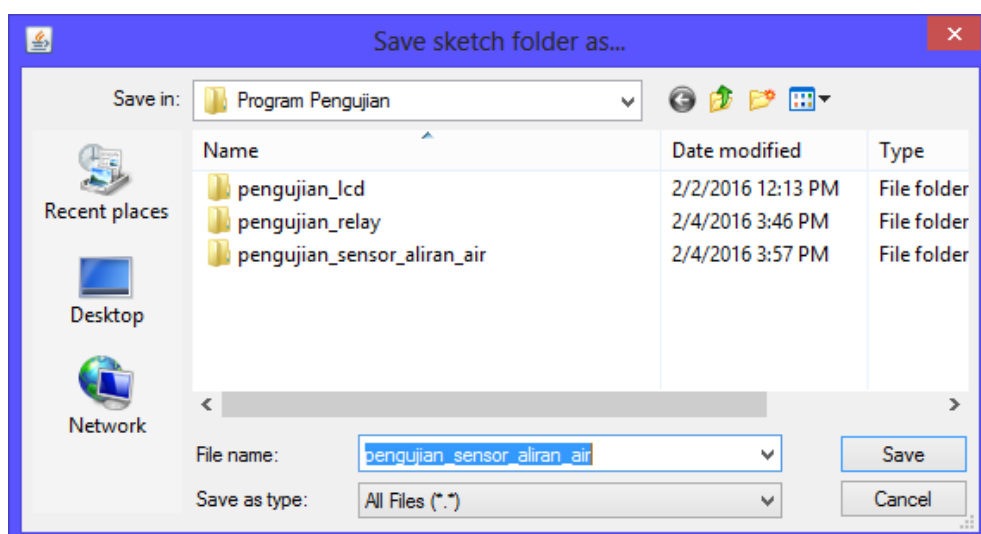 Save sketch folder as...
Save in: Program Pengujian
Name Date modified Type
pengujian_lcd 2/2/2016 12:13 PM File folder
pengujian_relay 2/4/2016 3:46 PM File folder
pengujian_sensor_aliran_air 2/4/2016 3:57 PM File folder
Recent places
Desktop
Network
File name: pengujian_sensor_aliran_air Save
Save as type: All Files (*.*) Cancel